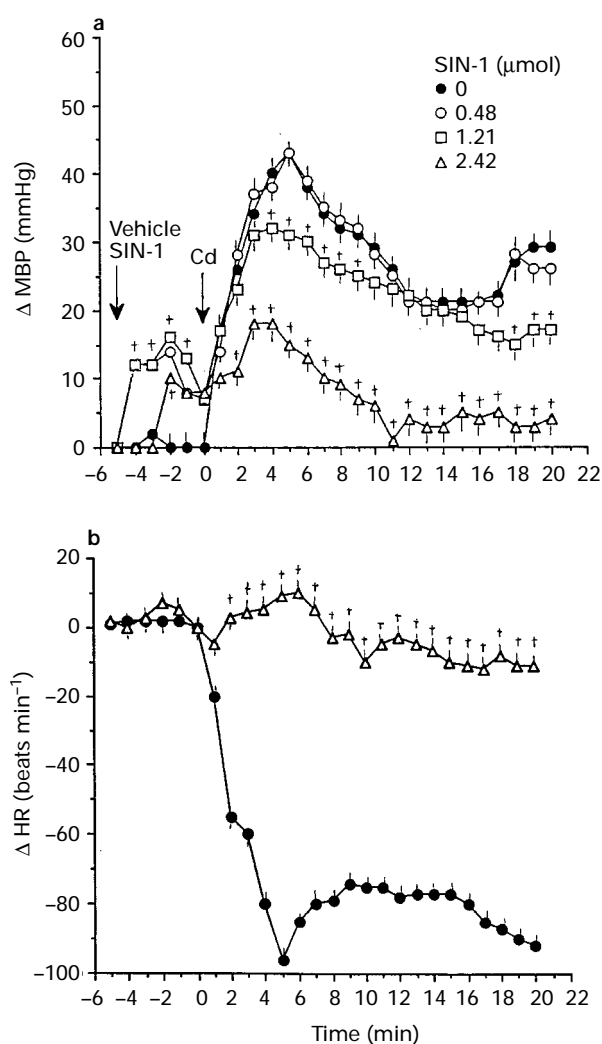 a
60
50
40
30
20
10
0
Δ MBP (mmHg)
SIN-1 (μmol)
0
0.48
1.21
2.42
Vehicle
SIN-1
Cd
−6 −4 −2 0 2 4 6 8 10 12 14 16 18 20 22
b
20
0
−20
−40
−60
−80
−100
Δ HR (beats min⁻¹)
−6 −4 −2 0 2 4 6 8 10 12 14 16 18 20 22
Time (min)